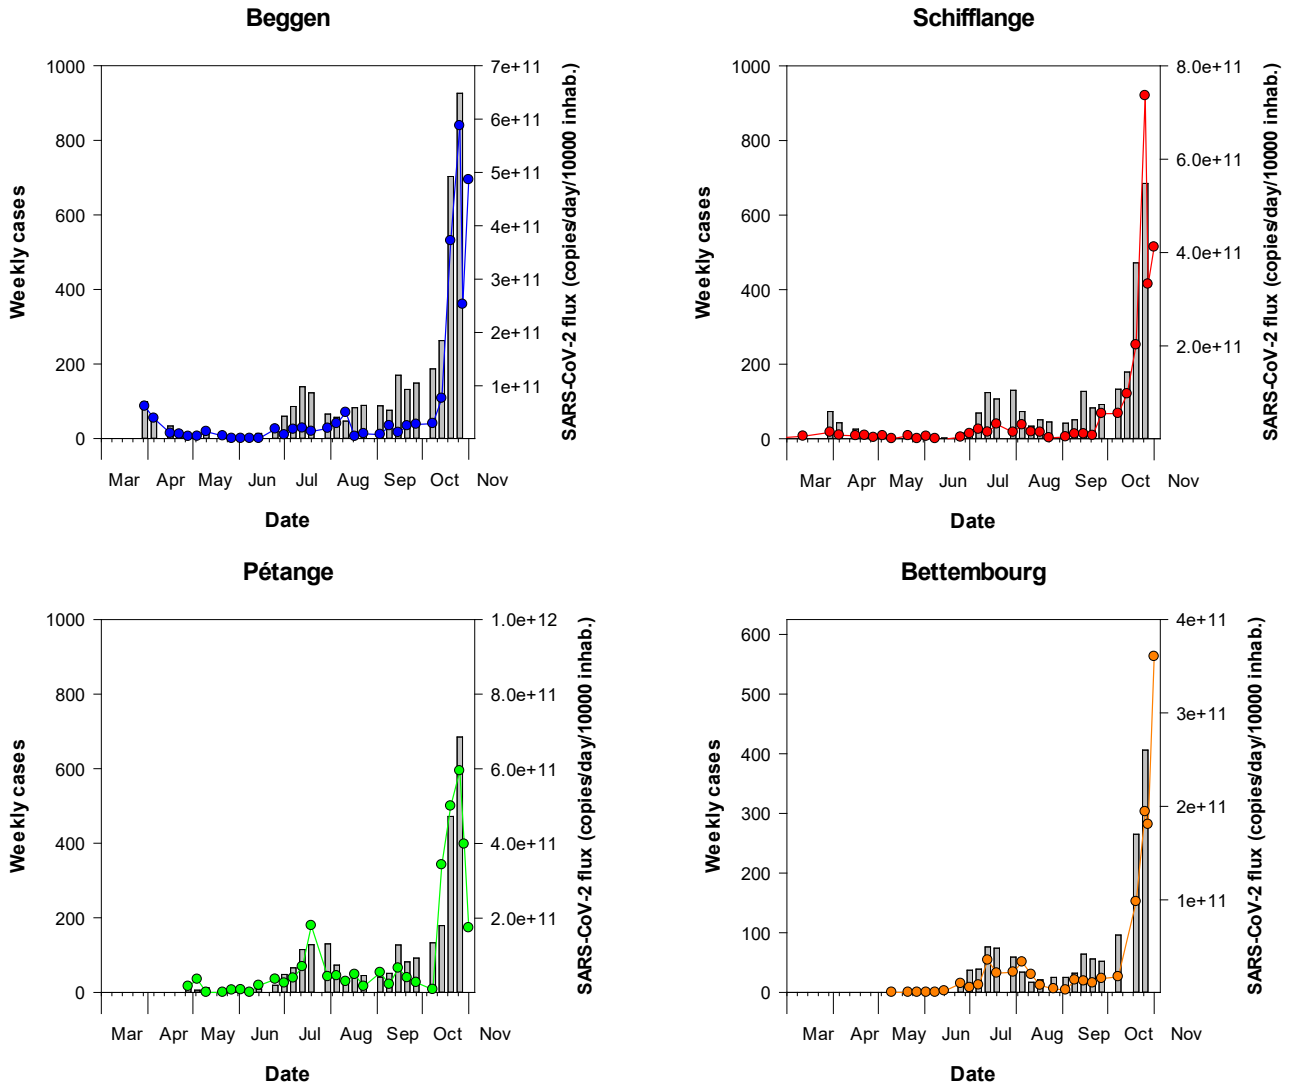 Beggen
1000
800
600
400
200
0
Weekly cases
7e+11
6e+11
5e+11
4e+11
3e+11
2e+11
1e+11
SARS-CoV-2 flux (copies/day/10000 inhab.)
Mar Apr May Jun Jul Aug Sep Oct Nov
Date
Schifflange
1000
800
600
400
200
0
Weekly cases
8.0e+11
6.0e+11
4.0e+11
2.0e+11
SARS-CoV-2 flux (copies/day/10000 inhab.)
Mar Apr May Jun Jul Aug Sep Oct Nov
Date
Pétange
1000
800
600
400
200
0
Weekly cases
1.0e+12
8.0e+11
6.0e+11
4.0e+11
2.0e+11
SARS-CoV-2 flux (copies/day/10000 inhab.)
Mar Apr May Jun Jul Aug Sep Oct Nov
Date
Bettembourg
600
500
400
300
200
100
0
Weekly cases
4e+11
3e+11
2e+11
1e+11
SARS-CoV-2 flux (copies/day/10000 inhab.)
Mar Apr May Jun Jul Aug Sep Oct Nov
Date